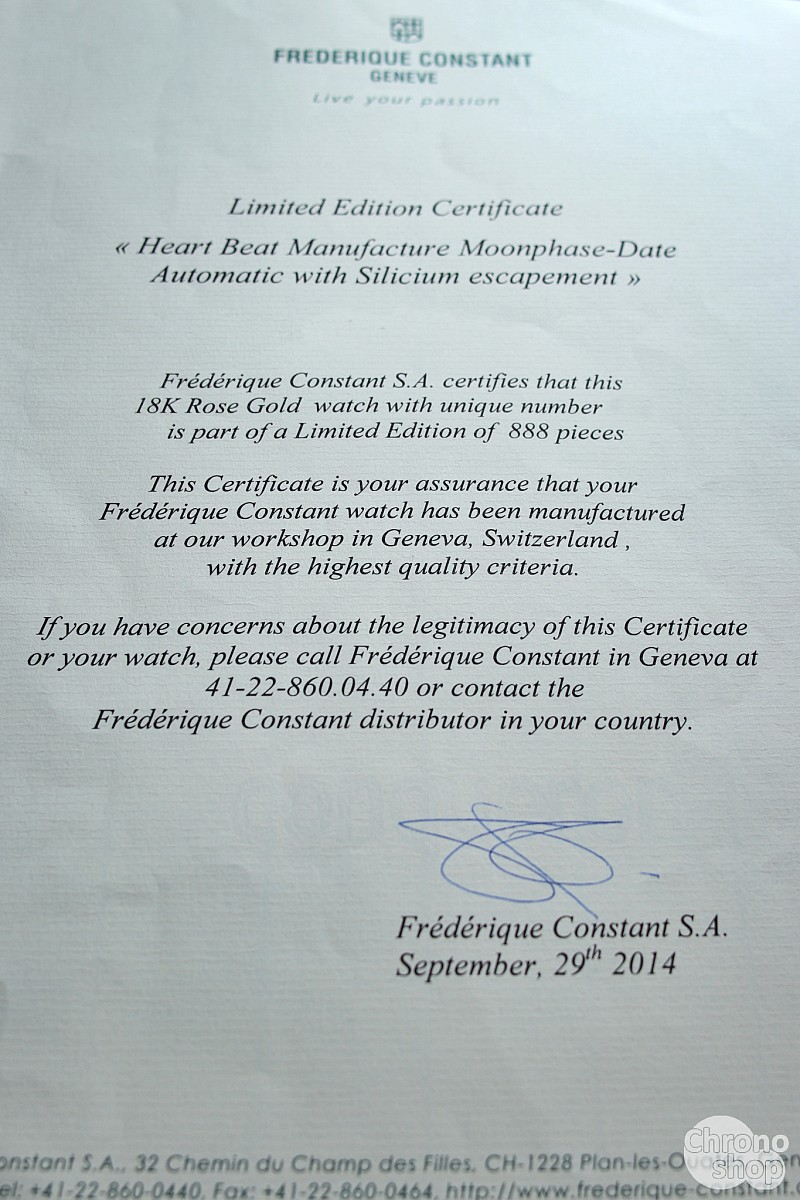 FREDERIQUE CONSTANT
GENEVE
Live your passion
Limited Edition Certificate
« Heart Beat Manufacture Moonphase-Date
Automatic with Silicium escapement »
Frédérique Constant S.A. certifies that this
18K Rose Gold watch with unique number
is part of a Limited Edition of 888 pieces
This Certificate is your assurance that your
Frédérique Constant watch has been manufactured
at our workshop in Geneva, Switzerland ,
with the highest quality criteria.
If you have concerns about the legitimacy of this Certificate
or your watch, please call Frédérique Constant in Geneva at
41-22-860.04.40 or contact the
Frédérique Constant distributor in your country.
Frédérique Constant S.A.
September, 29th 2014
onstant S.A., 32 Chemin du Champ des Filles, CH-1228 Plan-les-
el: +41-22-860-0440, Fax: +41-22-860-0464, http://www.frederique-constant.
Chrono
shop